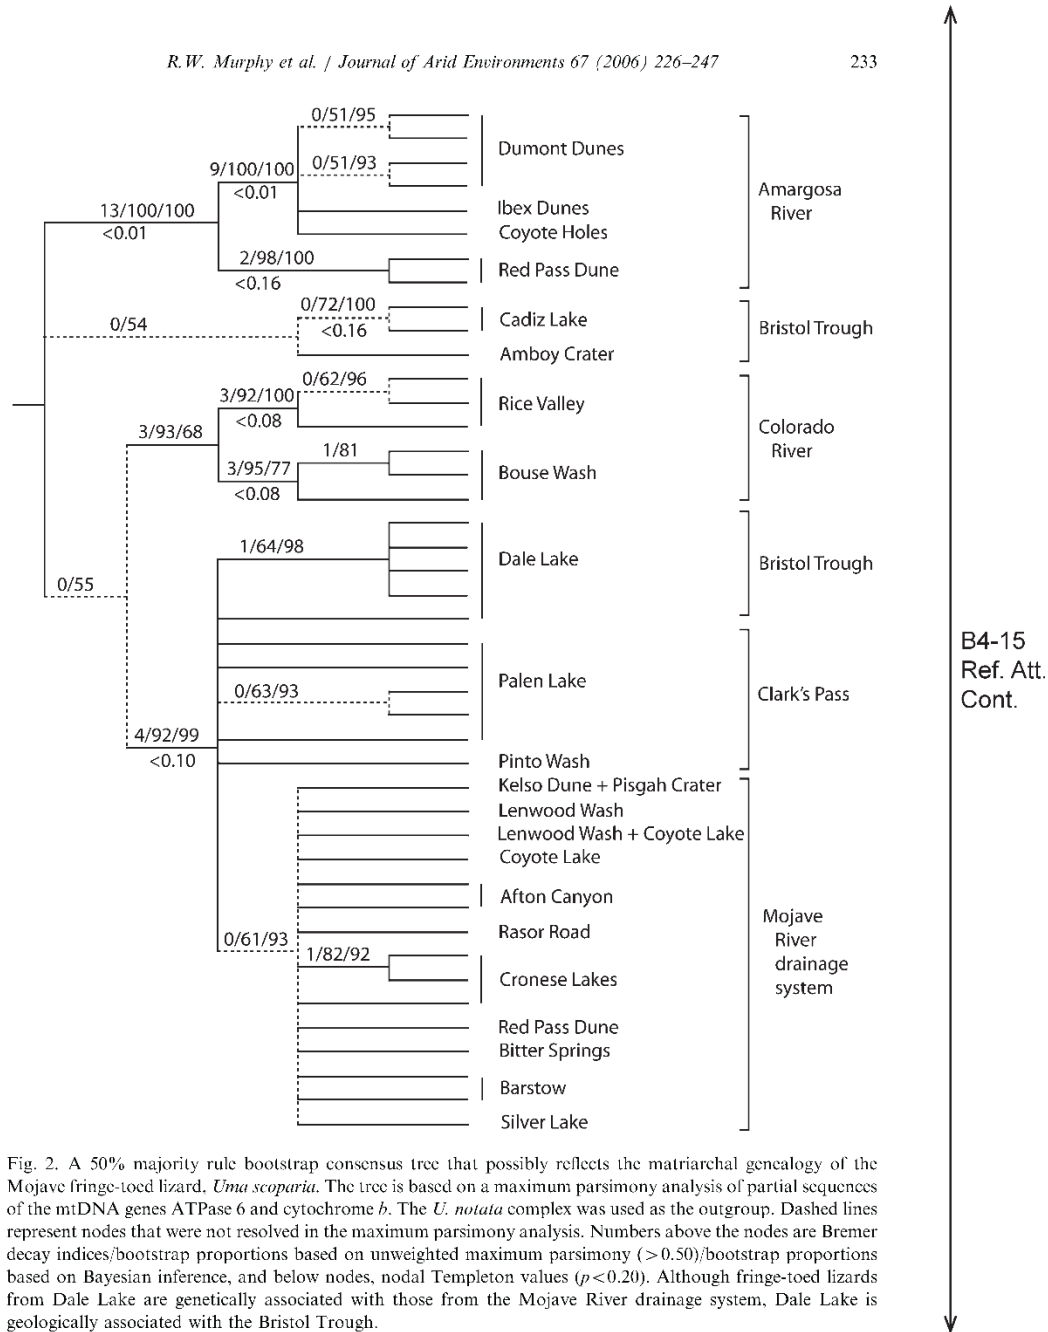 R.W. Murphy et al. / Journal of Arid Environments 67 (2006) 226–247 233
0/51/95
Dumont Dunes
9/100/100
0/51/93
<0.01
Amargosa
River
13/100/100
<0.01
Ibex Dunes
Coyote Holes
2/98/100
<0.16
Red Pass Dune
0/72/100
<0.16
Cadiz Lake
0/54
Bristol Trough
Amboy Crater
0/62/96
3/92/100
<0.08
Rice Valley
3/93/68
Colorado
River
1/81
3/95/77
<0.08
Bouse Wash
1/64/98
Dale Lake
Bristol Trough
0/55
B4-15
Ref. Att.
Cont.
Palen Lake
0/63/93
Clark's Pass
4/92/99
<0.10
Pinto Wash
Kelso Dune + Pisgah Crater
Lenwood Wash
Lenwood Wash + Coyote Lake
Coyote Lake
Afton Canyon
Mojave
River
drainage
system
Rasor Road
0/61/93
1/82/92
Cronese Lakes
Red Pass Dune
Bitter Springs
Barstow
Silver Lake
Fig. 2. A 50% majority rule bootstrap consensus tree that possibly reflects the matriarchal genealogy of the
Mojave fringe-toed lizard, Uma scoparia. The tree is based on a maximum parsimony analysis of partial sequences
of the mtDNA genes ATPase 6 and cytochrome b. The U. notata complex was used as the outgroup. Dashed lines
represent nodes that were not resolved in the maximum parsimony analysis. Numbers above the nodes are Bremer
decay indices/bootstrap proportions based on unweighted maximum parsimony (>0.50)/bootstrap proportions
based on Bayesian inference, and below nodes, nodal Templeton values (p<0.20). Although fringe-toed lizards
from Dale Lake are genetically associated with those from the Mojave River drainage system, Dale Lake is
geologically associated with the Bristol Trough.